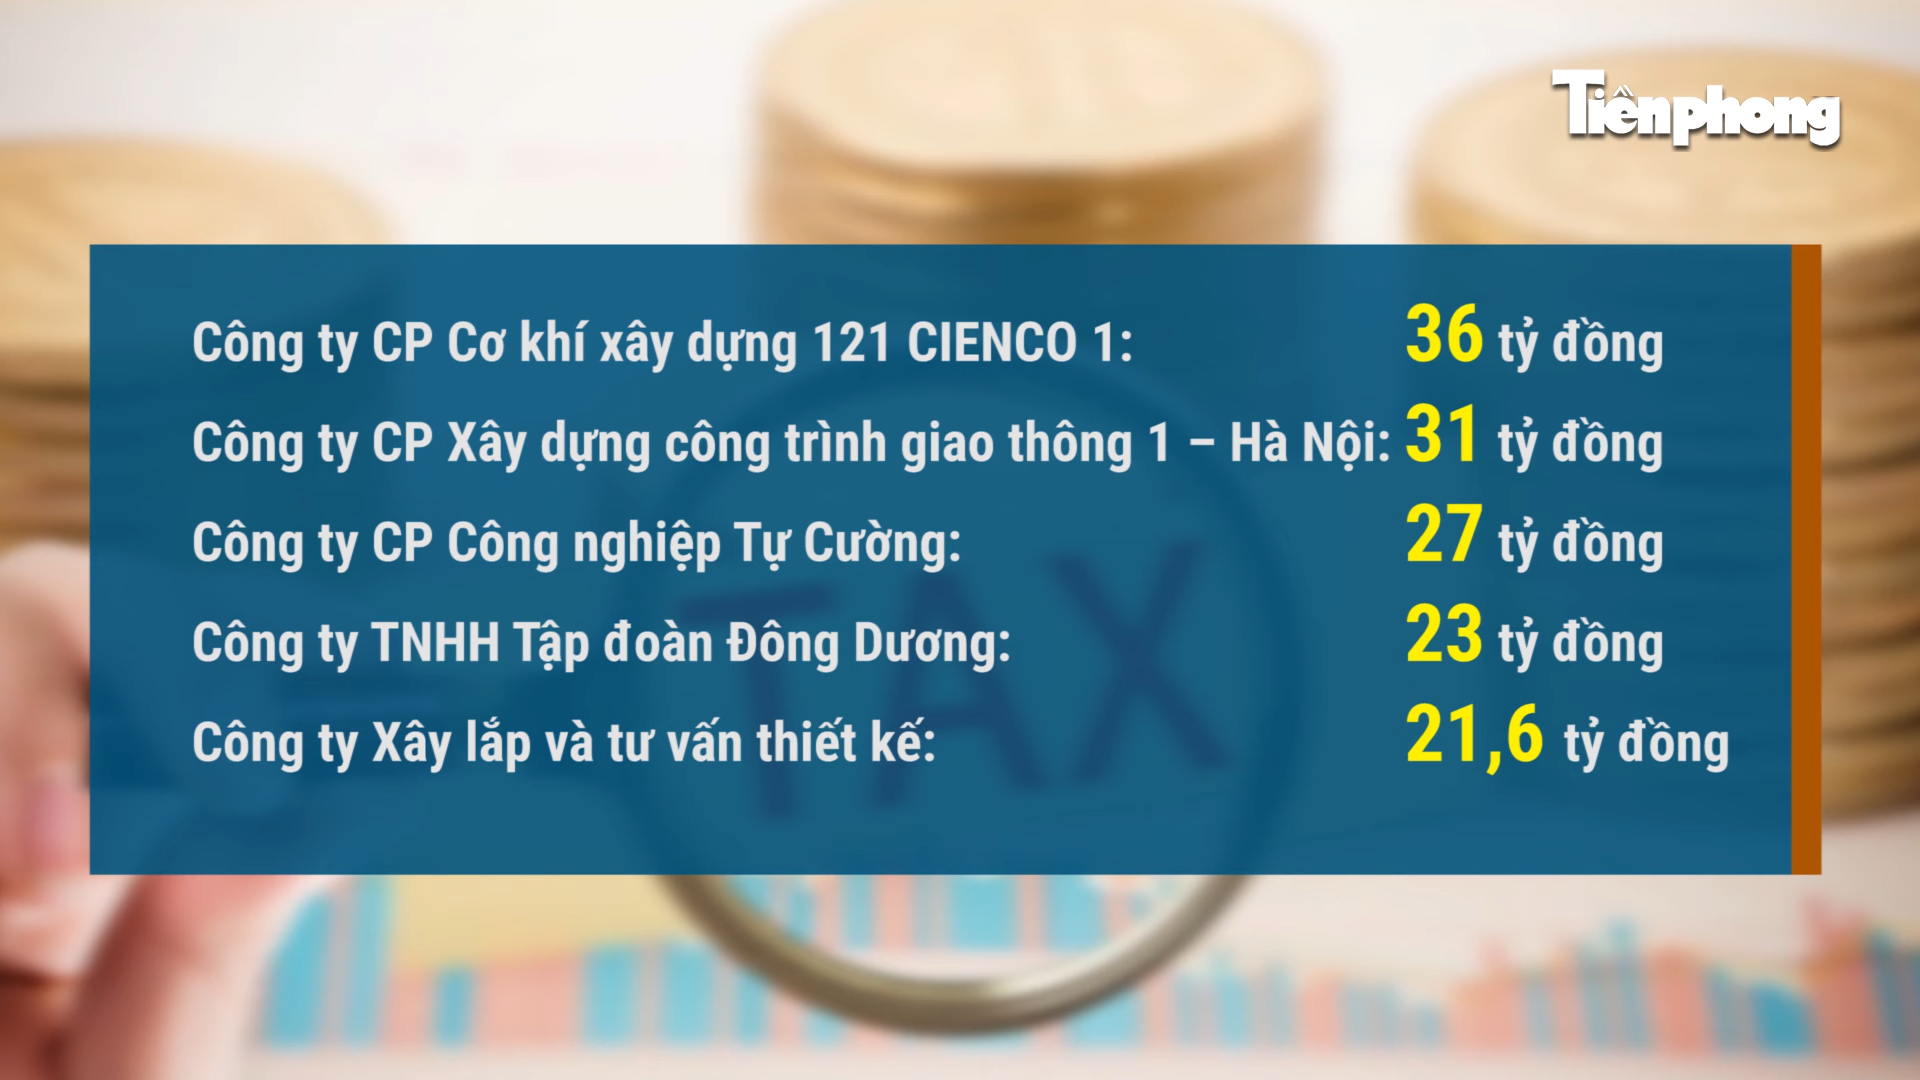 Tiềnphong
Công ty CP Cơ khí xây dựng 121 CIENCO 1: 36 tỷ đồng
Công ty CP Xây dựng công trình giao thông 1 – Hà Nội: 31 tỷ đồng
Công ty CP Công nghiệp Tự Cường: 27 tỷ đồng
Công ty TNHH Tập đoàn Đông Dương: 23 tỷ đồng
Công ty Xây lắp và tư vấn thiết kế: 21,6 tỷ đồng
TAX